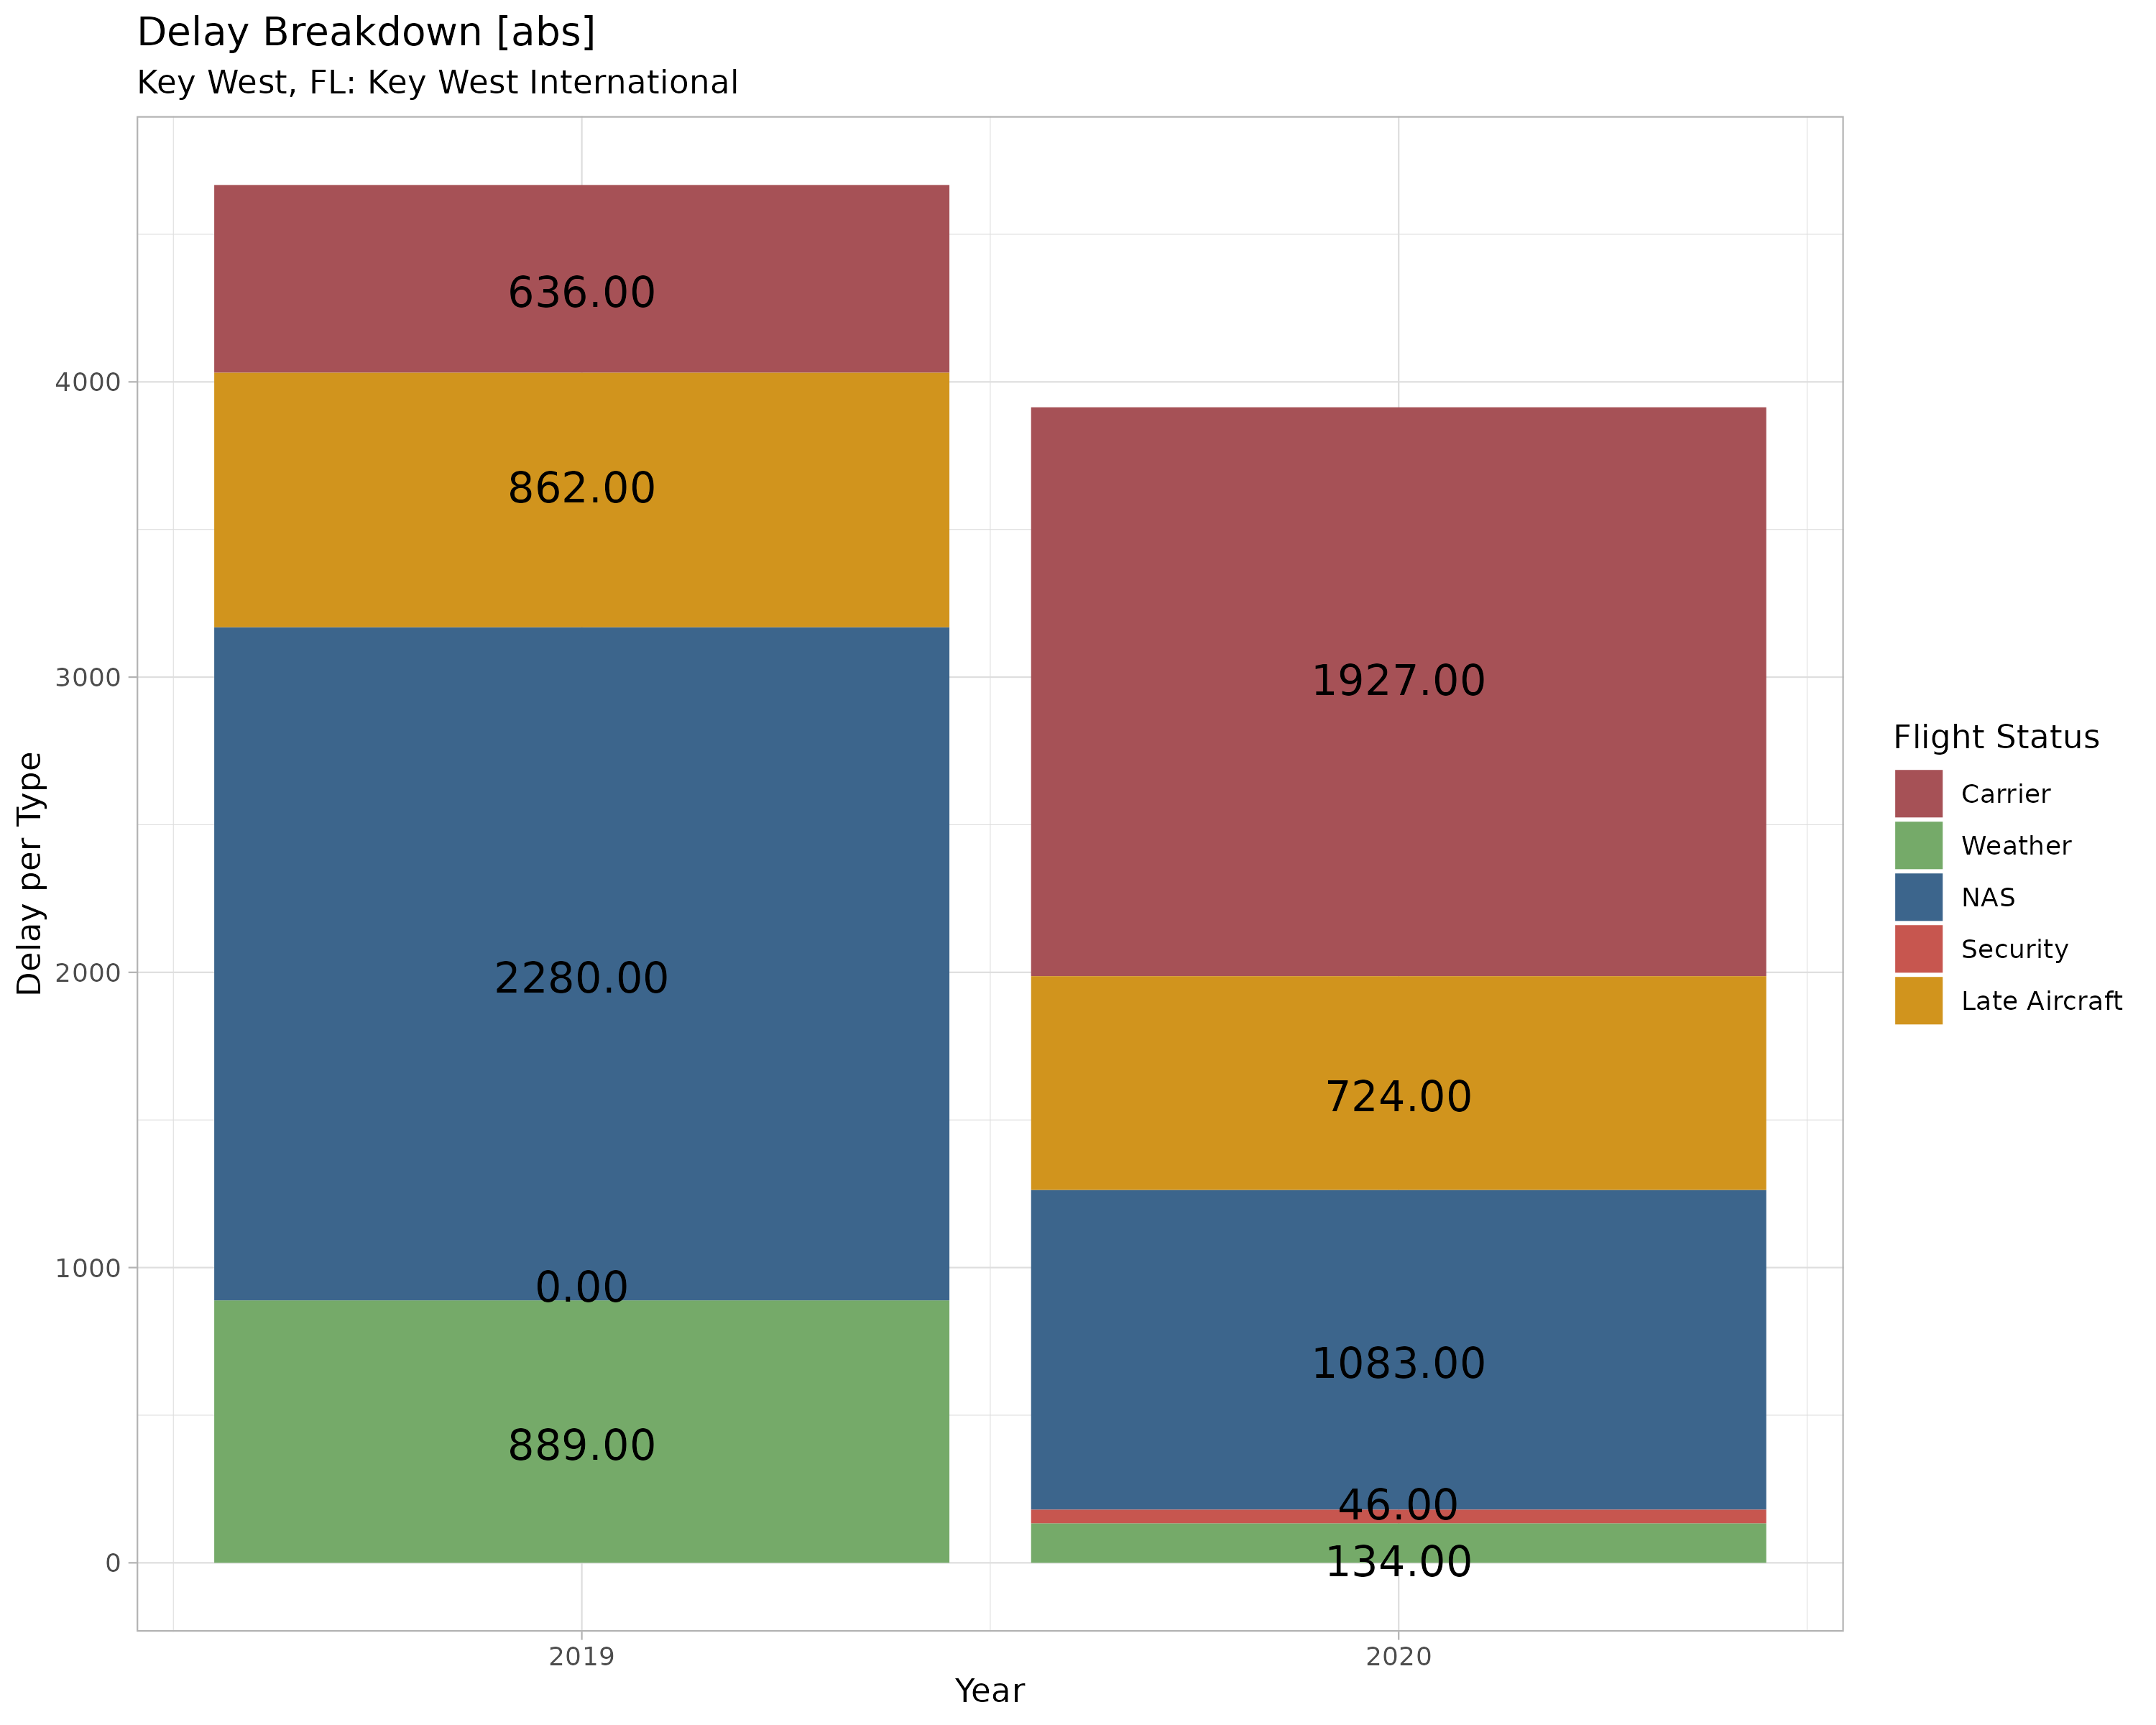 Delay Breakdown [abs]
Key West, FL: Key West International
Delay per Type
4000
3000
2000
1000
0
636.00
862.00
2280.00
0.00
889.00
1927.00
724.00
1083.00
46.00
134.00
2019
2020
Year
Flight Status
Carrier
Weather
NAS
Security
Late Aircraft